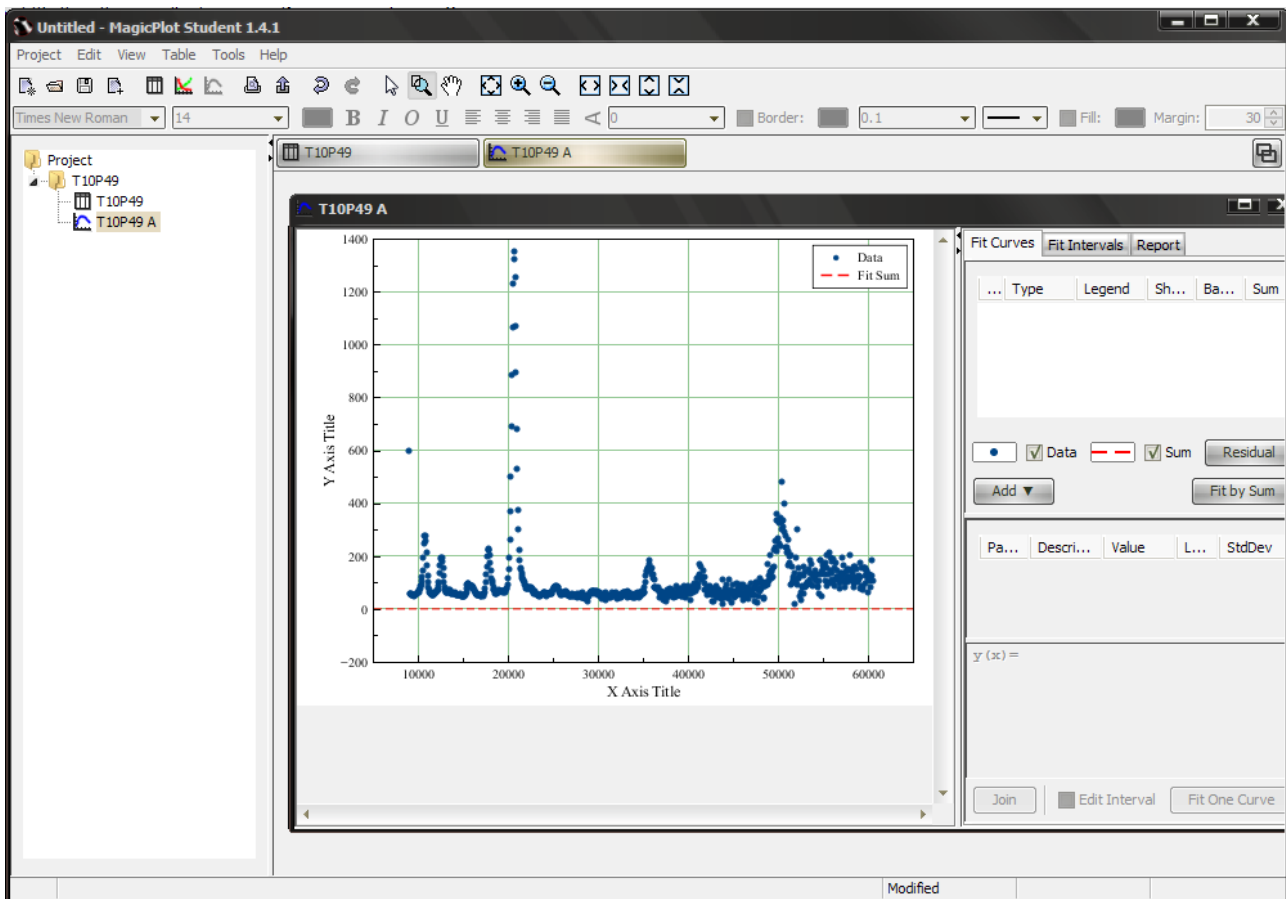 Untitled - MagicPlot Student 1.4.1
Project Edit View Table Tools Help
Times New Roman 14 B I O U 0 Border: 0.1 Fill: Margin: 30
Project
T10P49
T10P49
T10P49 A
T10P49 T10P49 A
T10P49 A
1400
1200
1000
800
600
400
200
0
−200
Y Axis Title
Data
Fit Sum
10000 20000 30000 40000 50000 60000
X Axis Title
Fit Curves Fit Intervals Report
... Type Legend Sh... Ba... Sum
Data Sum Residual
Add ▼ Fit by Sum
Pa... Descri... Value L... StdDev
y(x)=
Join Edit Interval Fit One Curve
Modified